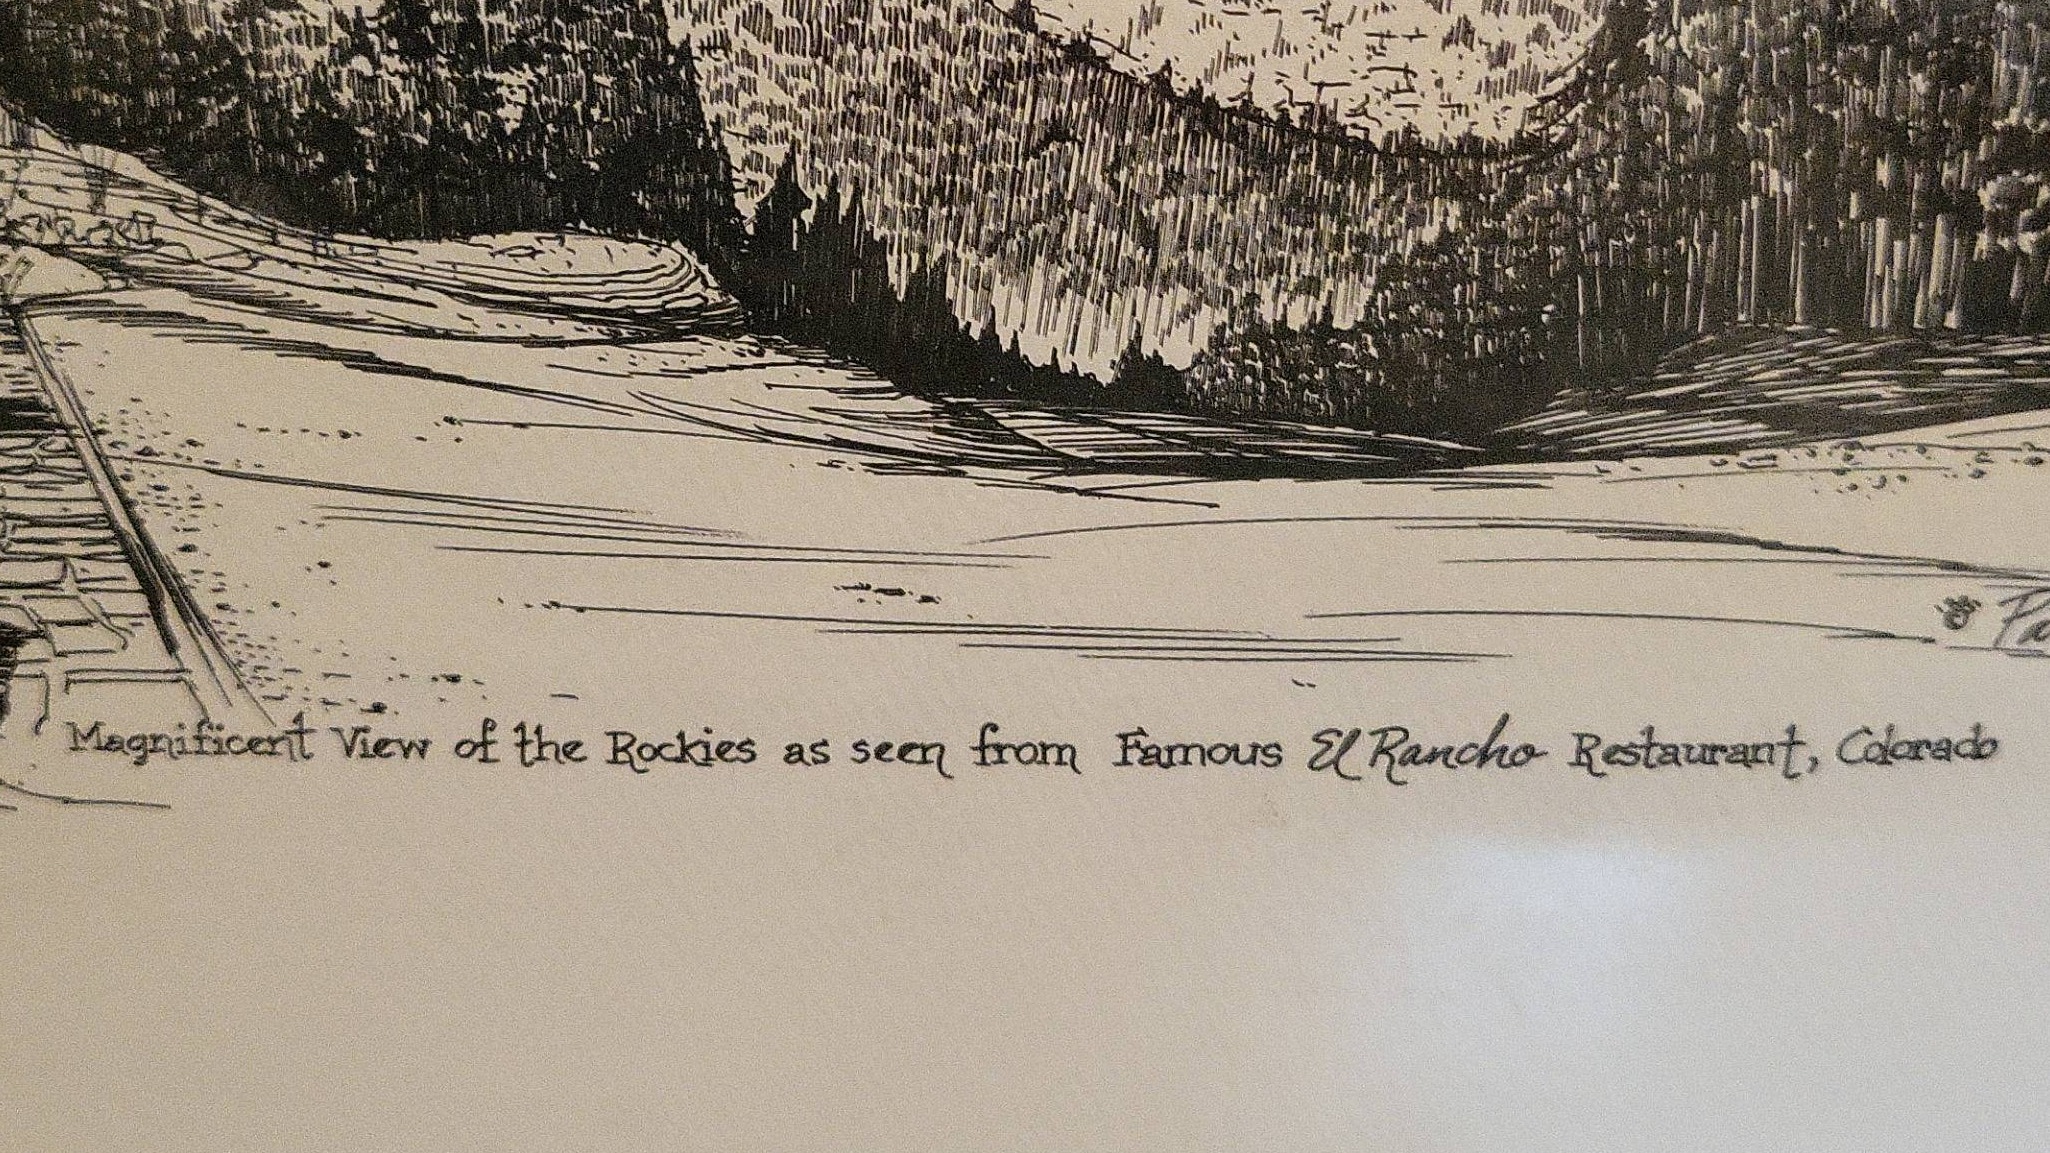 Magnificent View of the Rockies as seen from Famous El Rancho Restaurant, Colorado